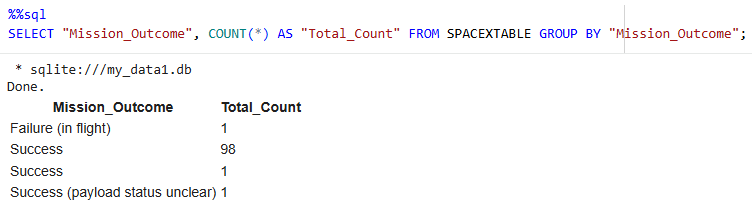 %%sql
SELECT "Mission_Outcome", COUNT(*) AS "Total_Count" FROM SPACEXTABLE GROUP BY "Mission_Outcome";
* sqlite:///my_data1.db
Done.
Mission_Outcome Total_Count
Failure (in flight) 1
Success 98
Success 1
Success (payload status unclear) 1